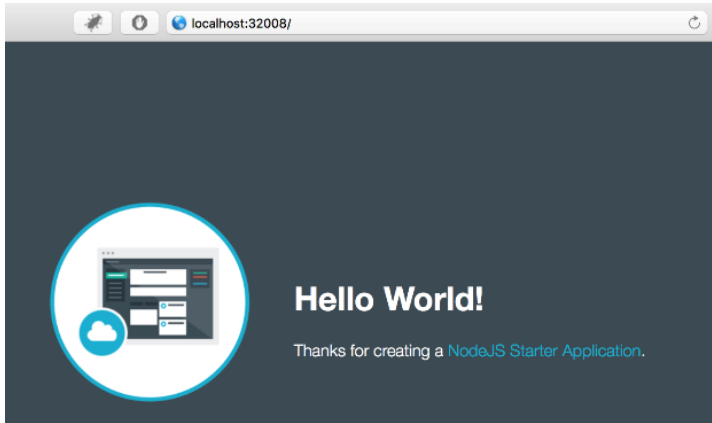 localhost:32008/
Hello World!
Thanks for creating a NodeJS Starter Application.